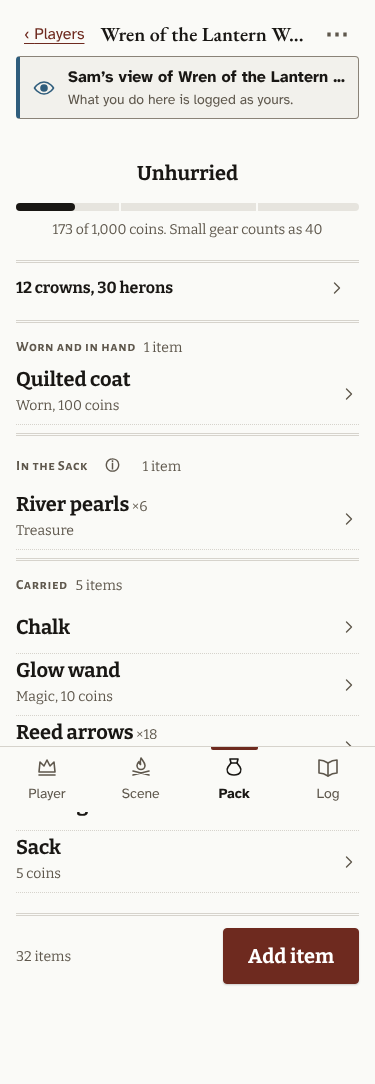 ‹ Players
Wren of the Lantern W...
Sam's view of Wren of the Lantern ...
What you do here is logged as yours.
Unhurried
173 of 1,000 coins. Small gear counts as 40
12 crowns, 30 herons
Worn and in hand 1 item
Quilted coat
Worn, 100 coins
In the Sack 1 item
River pearls ×6
Treasure
Carried 5 items
Chalk
Glow wand
Magic, 10 coins
Reed arrows ×18
Player
Scene
Pack
Log
Sack
5 coins
32 items
Add item